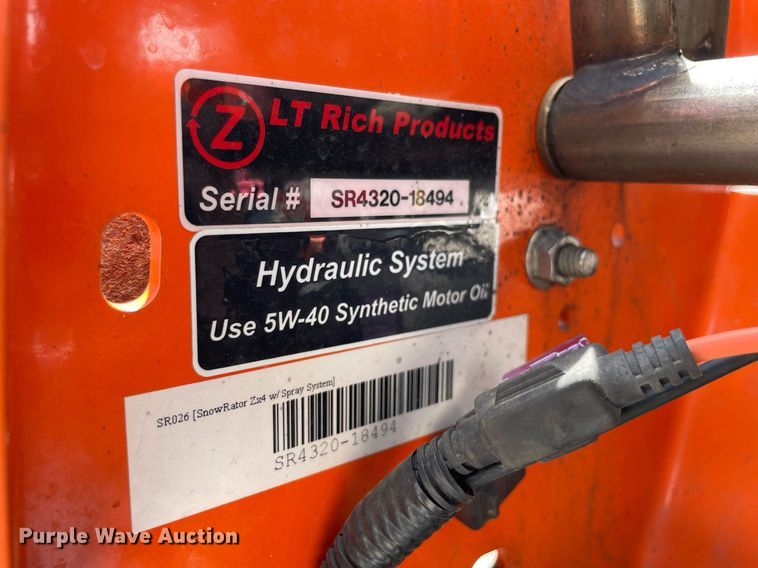 Z LT Rich Products
Serial # SR4320-18494
Hydraulic System
Use 5W-40 Synthetic Motor Oil
SR026 [SnowRator Zx4 w/ Spray System]
SR4320-18494
Purple Wave Auction